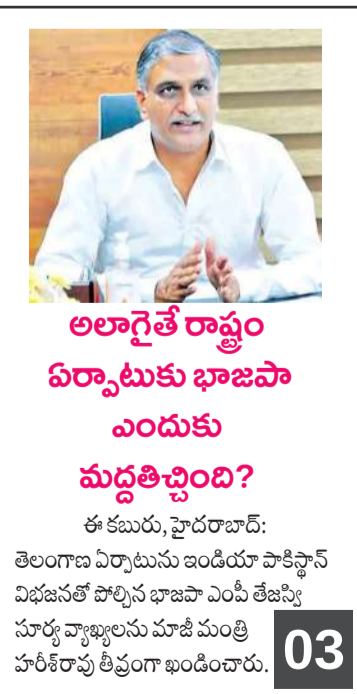 అలాగైతే రాష్ట్రం
ఏర్పాటుకు భాజపా
ఎందుకు
మద్దతిచ్చింది?
ఈ కబురు, హైదరాబాద్:
తెలంగాణ ఏర్పాటును ఇండియా పాకిస్థాన్
విభజనతో పోల్చిన భాజపా ఎంపీ తేజస్వి
సూర్య వ్యాఖ్యలను మాజీ మంత్రి
హరీశ్‌రావు తీవ్రంగా ఖండించారు.
03